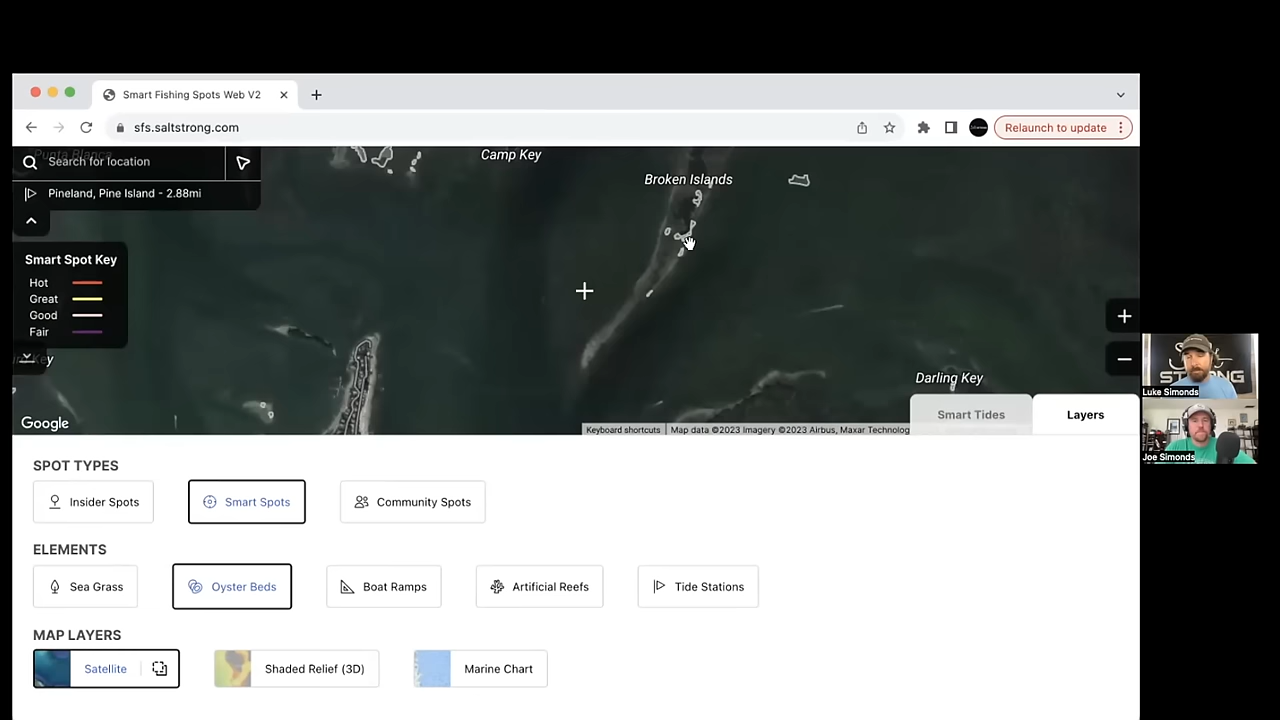 Smart Fishing Spots Web V2
sfs.saltstrong.com
Relaunch to update
Punta Blanca
Search for location
Camp Key
Broken Islands
Pineland, Pine Island - 2.88mi
Smart Spot Key
Hot
Great
Good
Fair
Key
Darling Key
Google
Keyboard shortcuts
Map data ©2023 Imagery ©2023 Airbus, Maxar Technolog
Smart Tides
Layers
STRONG
Luke Simonds
Joe Simonds
SPOT TYPES
Insider Spots
Smart Spots
Community Spots
ELEMENTS
Sea Grass
Oyster Beds
Boat Ramps
Artificial Reefs
Tide Stations
MAP LAYERS
Satellite
Shaded Relief (3D)
Marine Chart